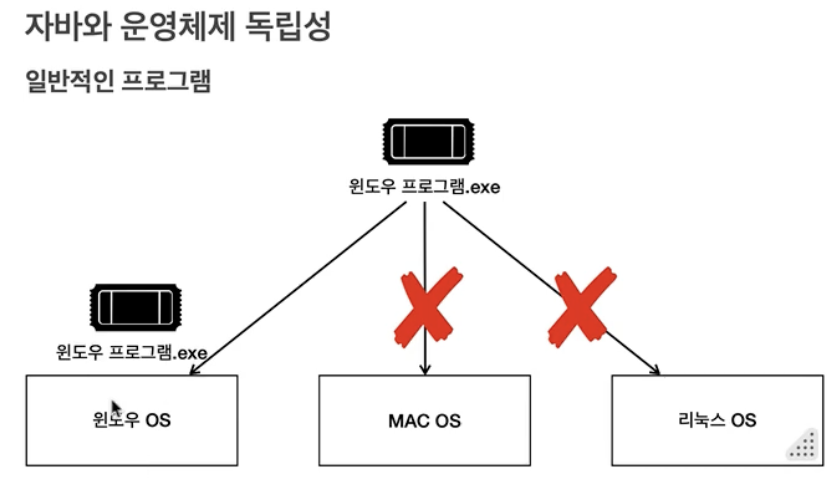 자바와 운영체제 독립성
일반적인 프로그램
윈도우 프로그램.exe
윈도우 프로그램.exe
윈도우 OS
MAC OS
리눅스 OS